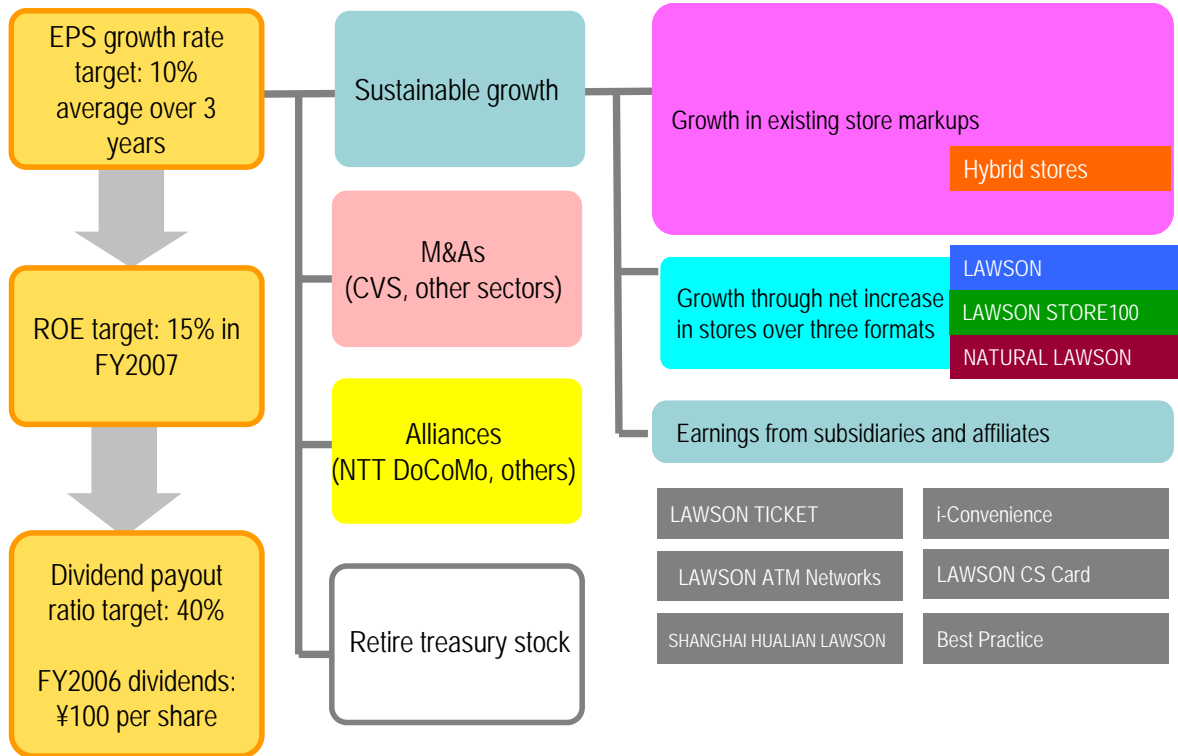 EPS growth rate
target: 10%
average over 3
years
ROE target: 15% in
FY2007
Dividend payout
ratio target: 40%
FY2006 dividends:
¥100 per share
Sustainable growth
M&As
(CVS, other sectors)
Alliances
(NTT DoCoMo, others)
Retire treasury stock
Growth in existing store markups
Hybrid stores
Growth through net increase
in stores over three formats
LAWSON
LAWSON STORE100
NATURAL LAWSON
Earnings from subsidiaries and affiliates
LAWSON TICKET
i-Convenience
LAWSON ATM Networks
LAWSON CS Card
SHANGHAI HUALIAN LAWSON
Best Practice